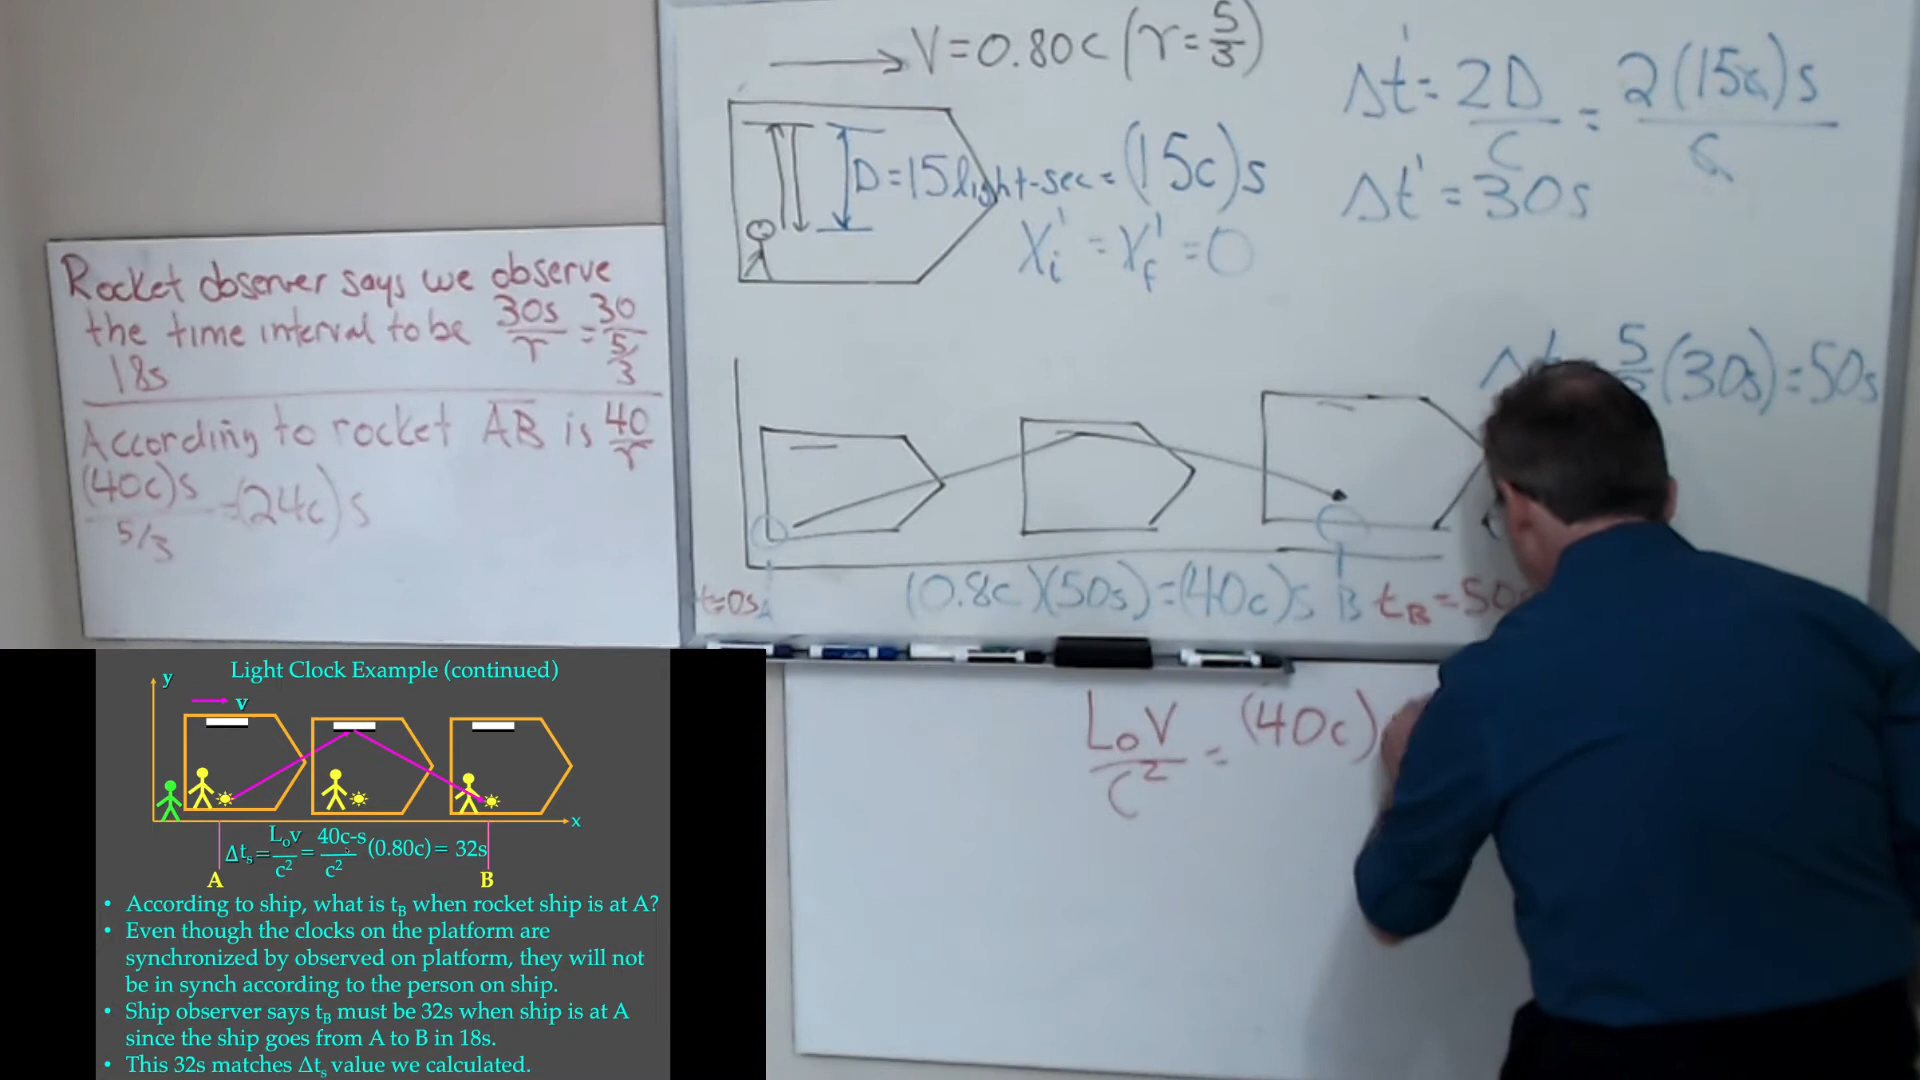 V=0.80c (γ=5/3)
D=15light-sec=(15c)s
Xi' = Xf' = 0
Δt'=2D/c = 2(15c)s/c
Δt'=30s
Rocket observer says we observe
the time interval to be 30s/γ = 30/5/3
18s
According to rocket AB is 40/γ
(40c)s/5/3 = (24c)s
5/3 (30s)=50s
t=0s A (0.8c)(50s)=(40c)s B tB=50
LoV/c² = (40c)
Light Clock Example (continued)
y
v
x
Δts = Lov/c² = 40c-s/c² (0.80c) = 32s
A B
• According to ship, what is tB when rocket ship is at A?
• Even though the clocks on the platform are
synchronized by observed on platform, they will not
be in synch according to the person on ship.
• Ship observer says tB must be 32s when ship is at A
since the ship goes from A to B in 18s.
• This 32s matches Δts value we calculated.